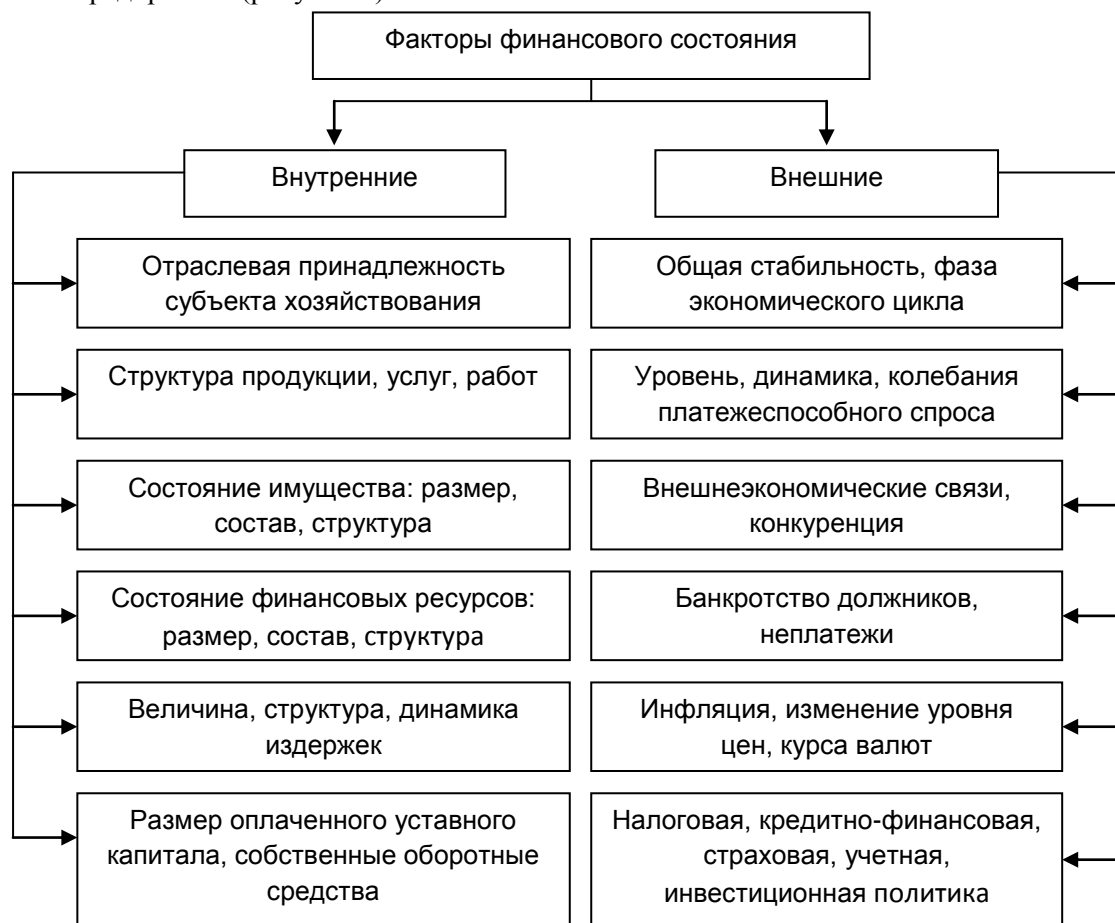 Факторы финансового состояния
Внутренние
Внешние
Отраслевая принадлежность
субъекта хозяйствования
Общая стабильность, фаза
экономического цикла
Структура продукции, услуг, работ
Уровень, динамика, колебания
платежеспособного спроса
Состояние имущества: размер,
состав, структура
Внешнеэкономические связи,
конкуренция
Состояние финансовых ресурсов:
размер, состав, структура
Банкротство должников,
неплатежи
Величина, структура, динамика
издержек
Инфляция, изменение уровня
цен, курса валют
Размер оплаченного уставного
капитала, собственные оборотные
средства
Налоговая, кредитно-финансовая,
страховая, учетная,
инвестиционная политика